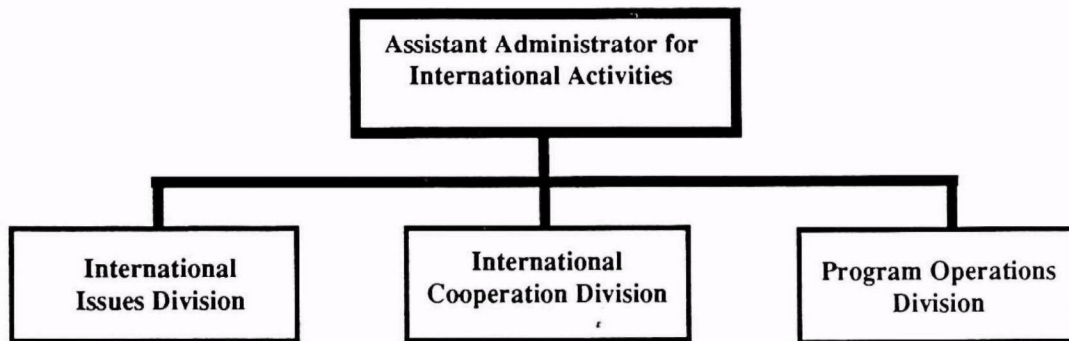 Assistant Administrator for
International Activities
International
Issues Division
International
Cooperation Division
Program Operations
Division